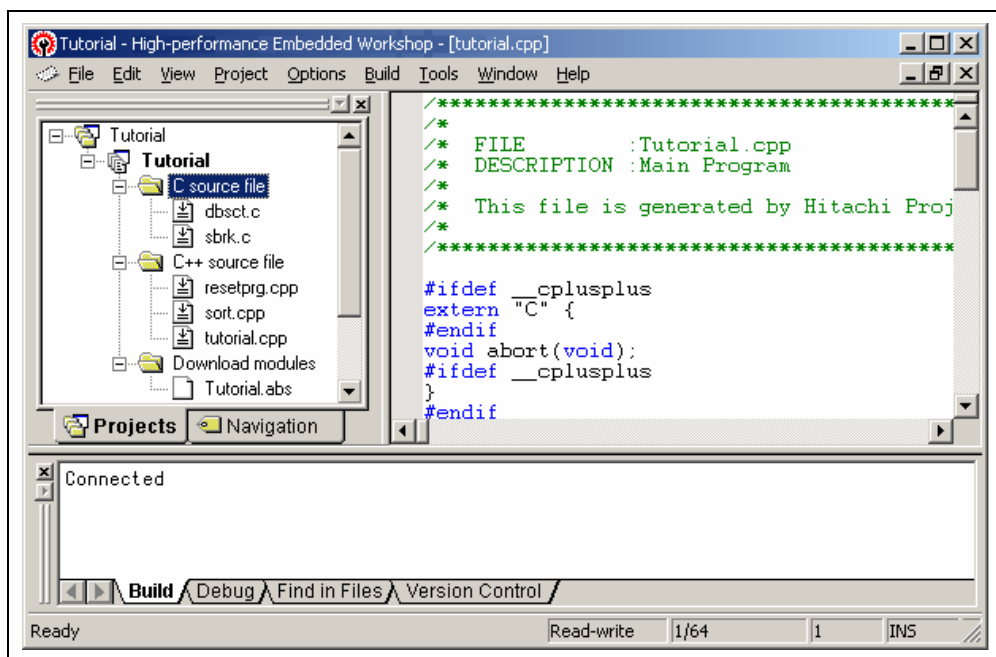 Tutorial - High-performance Embedded Workshop - [tutorial.cpp]
File Edit View Project Options Build Tools Window Help
Tutorial
Tutorial
C source file
dbsct.c
sbrk.c
C++ source file
resetprg.cpp
sort.cpp
tutorial.cpp
Download modules
Tutorial.abs
Projects Navigation
/******************************************
/*
/* FILE :Tutorial.cpp
/* DESCRIPTION :Main Program
/*
/* This file is generated by Hitachi Proj
/*
/******************************************
#ifdef __cplusplus
extern "C" {
#endif
void abort(void);
#ifdef __cplusplus
}
#endif
Connected
Build Debug Find in Files Version Control
Ready Read-write 1/64 1 INS